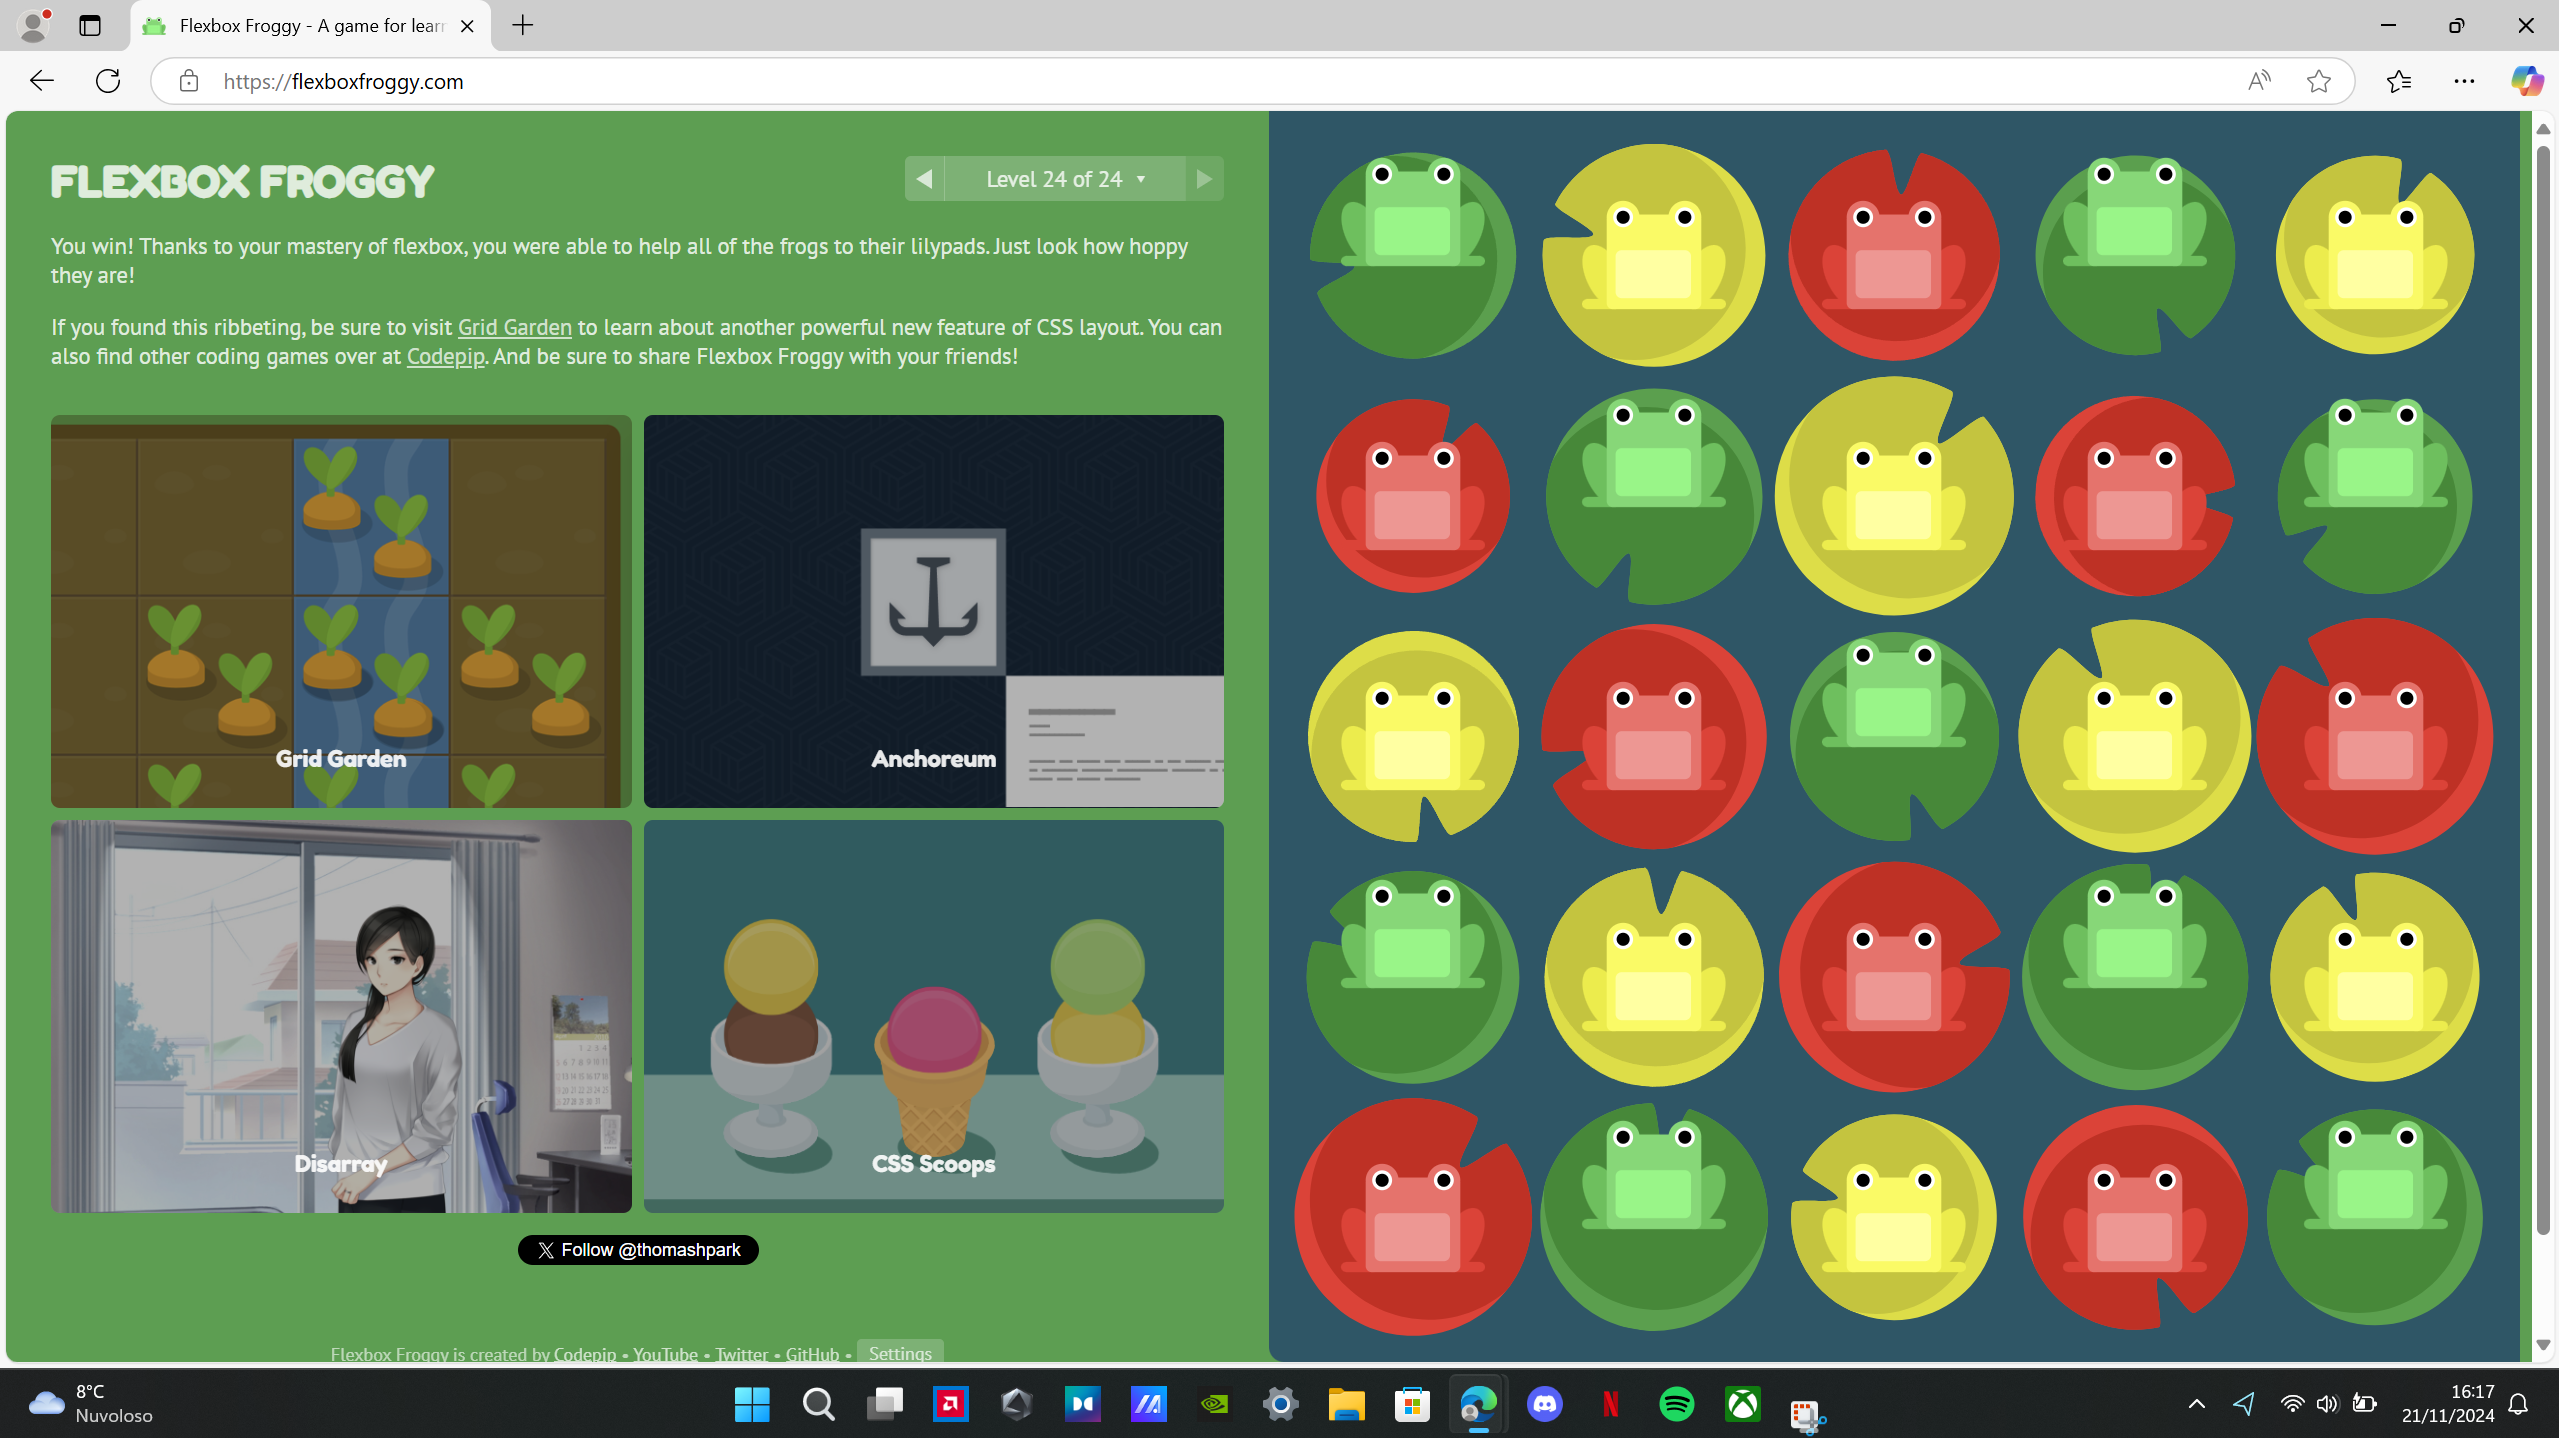 Flexbox Froggy - A game for lear
https://flexboxfroggy.com
FLEXBOX FROGGY
Level 24 of 24
You win! Thanks to your mastery of flexbox, you were able to help all of the frogs to their lilypads. Just look how hoppy
they are!
If you found this ribbeting, be sure to visit Grid Garden to learn about another powerful new feature of CSS layout. You can
also find other coding games over at Codepip. And be sure to share Flexbox Froggy with your friends!
Grid Garden
Anchoreum
Disarray
CSS Scoops
Follow @thomashpark
Flexbox Froggy is created by Codepip • YouTube • Twitter • GitHub • Settings
8°C
Nuvoloso
16:17
21/11/2024